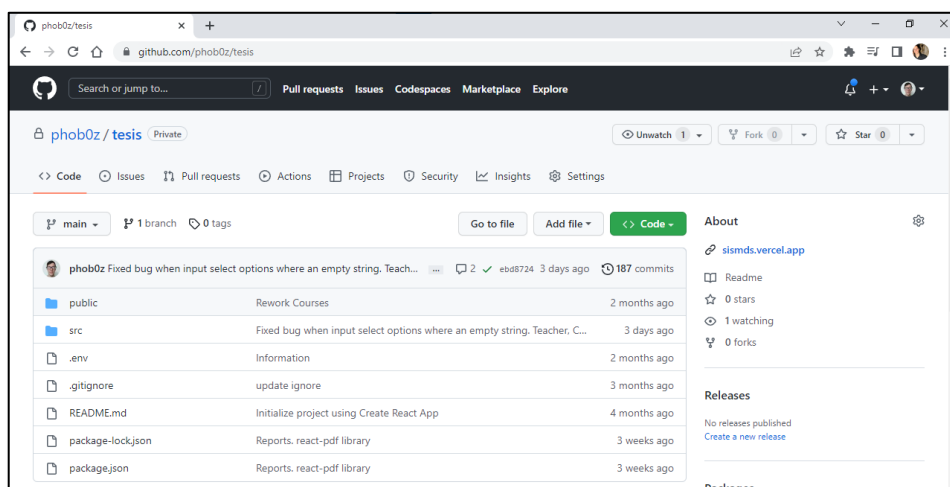 phob0z/tesis
github.com/phob0z/tesis
Search or jump to... / Pull requests Issues Codespaces Marketplace Explore
phob0z / tesis Private
Unwatch 1 Fork 0 Star 0
Code Issues Pull requests Actions Projects Security Insights Settings
main 1 branch 0 tags Go to file Add file Code
phob0z Fixed bug when input select options where an empty string. Teach... ... 2 ebd8724 3 days ago 187 commits
public Rework Courses 2 months ago
src Fixed bug when input select options where an empty string. Teacher, C... 3 days ago
.env Information 2 months ago
.gitignore update ignore 3 months ago
README.md Initialize project using Create React App 4 months ago
package-lock.json Reports. react-pdf library 3 weeks ago
package.json Reports. react-pdf library 3 weeks ago
About
sismds.vercel.app
Readme
0 stars
1 watching
0 forks
Releases
No releases published
Create a new release